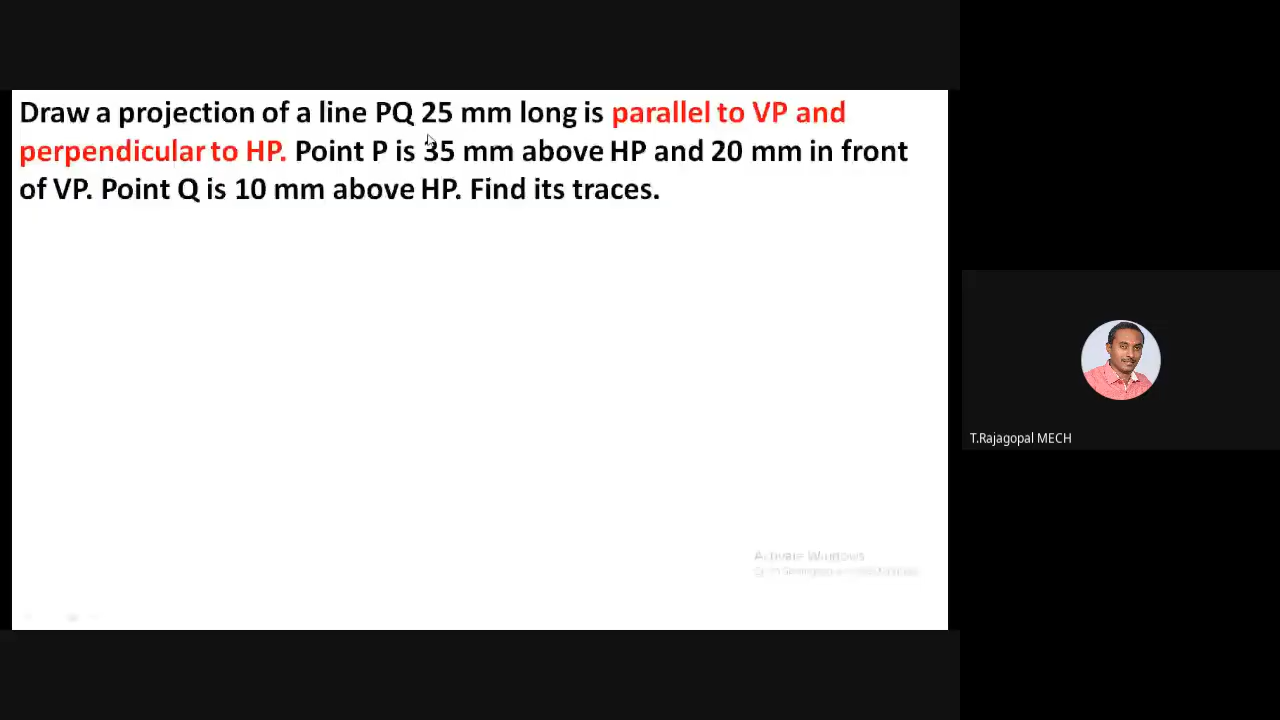 Draw a projection of a line PQ 25 mm long is parallel to VP and
perpendicular to HP. Point P is 35 mm above HP and 20 mm in front
of VP. Point Q is 10 mm above HP. Find its traces.
T.Rajagopal MECH
Activate Windows